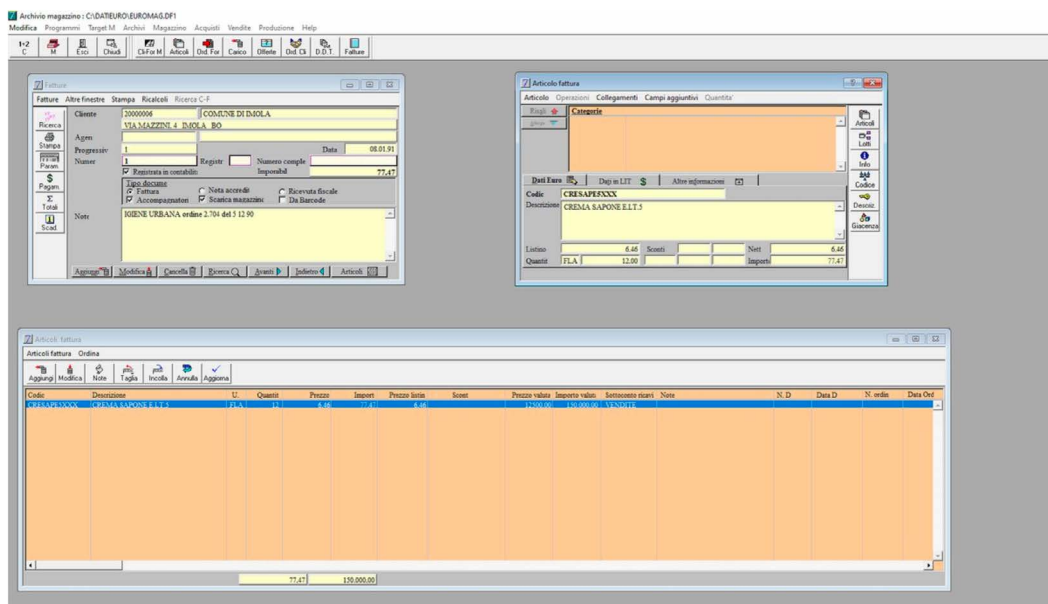 Archivio magazzino : C:\DATIEURO\EUROMAG.DF1
Modifica Programmi Target M Archivi Magazzino Acquisti Vendite Produzione Help
1+2
C M Esci Chiudi Cli-For M Articoli Ord. For Carico Offerte Ord. Cli D.D.T. Fatture
Fatture
Fatture Altre finestre Stampa Ricalcoli Ricerca C-F
Ricerca
Stampa
Param.
Pagam.
Totali
Scad.
Cliente 20000006 COMUNE DI IMOLA
VIA MAZZINI, 4 IMOLA BO
Agen
Progressiv 1 Data 08.01.91
Numer 1 Registr Numero comple
Registrata in contabilin Imponibil 77.47
Tipo docume
Fattura Nota accredit Ricevuta fiscale
Accompagnator Scarica magazzinc Da Barcode
Note IGIENE URBANA ordine 2.704 del 5 12 90
Aggiungi Modifica Cancella Ricerca Avanti Indietro Articoli
Articolo fattura
Articolo Operazioni Collegamenti Campi aggiuntivi Quantita'
Categorie
Articoli
Lotti
Info
Codice
Descriz.
Giacenza
Dati Euro Dati in LIT Altre informazioni
Codic CRESAPE5XXX
Descrizione CREMA SAPONE E.LT.5
Listino 6.46 Sconti Nett 6.46
Quantit FLA 12.00 Import 77.47
Articoli fattura
Articoli fattura Ordina
Aggiungi Modifica Note Taglia Incolla Annulla Aggiorna
Codic Descrizione U. Quantit Prezzo Import Prezzo listin Scont Prezzo valuta Importo valut Sottoconto ricavi Note N. D Data D N. ordin Data Ord
CRESAPE5XXX CREMA SAPONE E.LT.5 FLA 12 6.46 77.47 6.46 12500.00 150.000.00 VENDITE
77.47 150.000.00